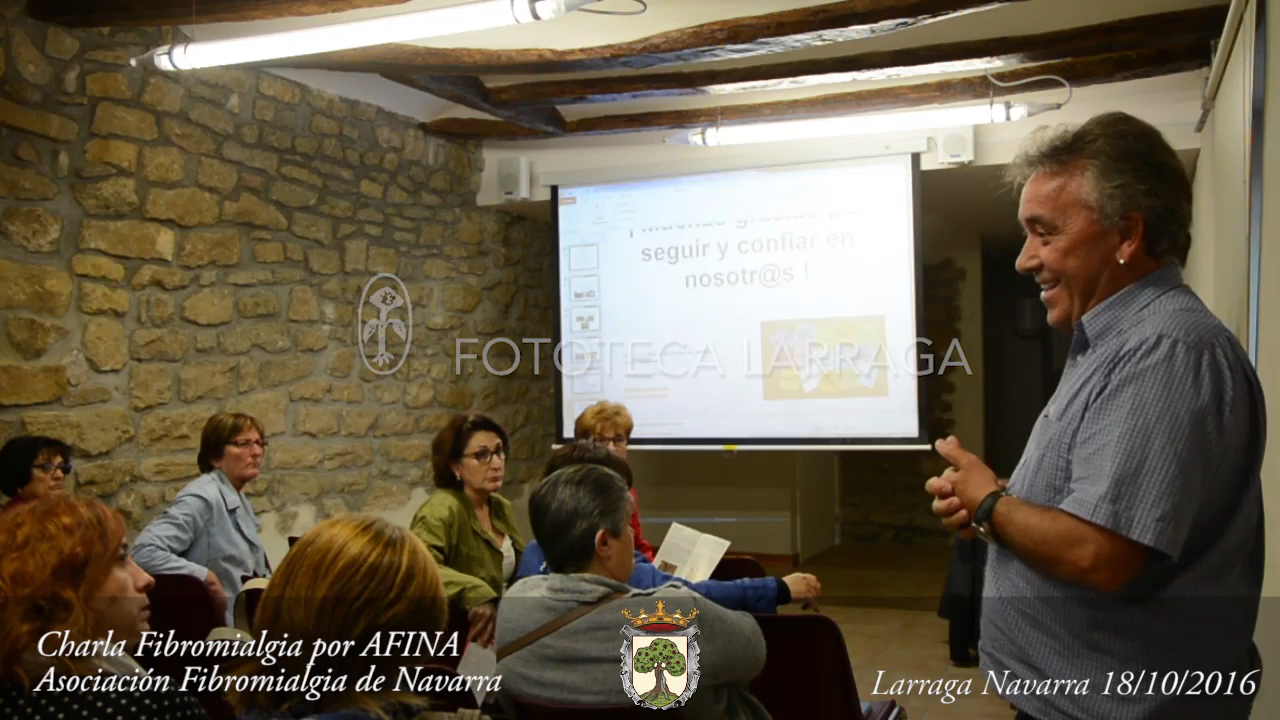 seguir y confiar en
nosotr@s !
FOTOTECA LARRAGA
Charla Fibromialgia por AFINA
Asociación Fibromialgia de Navarra
Larraga Navarra 18/10/2016